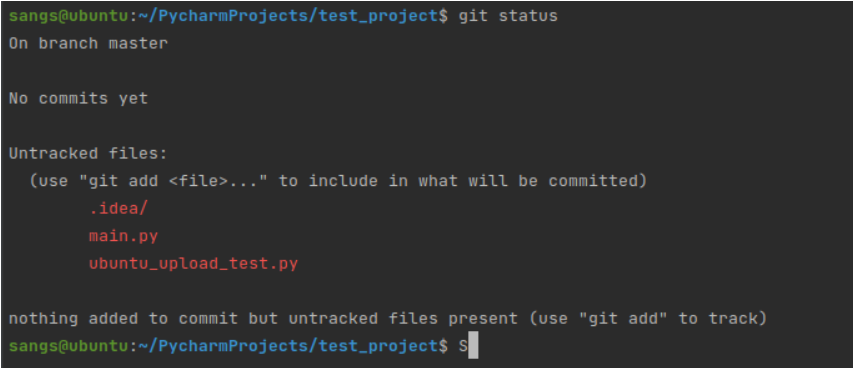 sangs@ubuntu:~/PycharmProjects/test_project$ git status
On branch master
No commits yet
Untracked files:
  (use "git add <file>..." to include in what will be committed)
        .idea/
        main.py
        ubuntu_upload_test.py
nothing added to commit but untracked files present (use "git add" to track)
sangs@ubuntu:~/PycharmProjects/test_project$ S